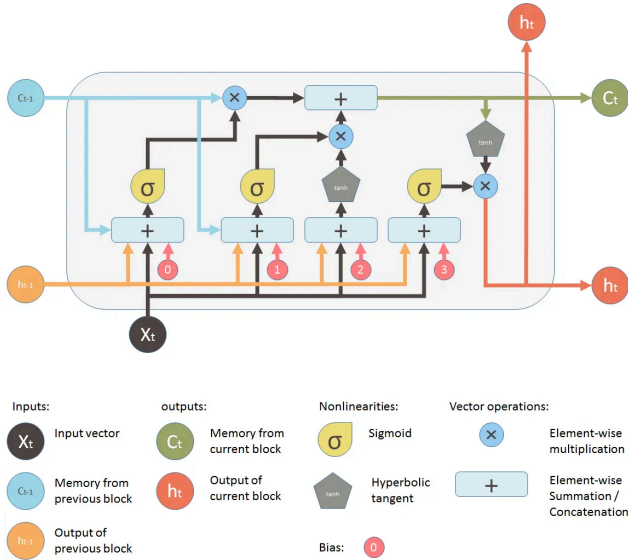 ht
Ct-1
×
+
Ct
tanh
×
σ
σ
tanh
σ
×
+
+
+
+
ht-1
0
1
2
3
ht
Xt
Inputs:
outputs:
Nonlinearities:
Vector operations:
Xt
Input vector
Ct
Memory from
current block
σ
Sigmoid
×
Element-wise
multiplication
Ct-1
Memory from
previous block
ht
Output of
current block
tanh
Hyperbolic
tangent
+
Element-wise
Summation /
Concatenation
ht-1
Output of
previous block
Bias:
0